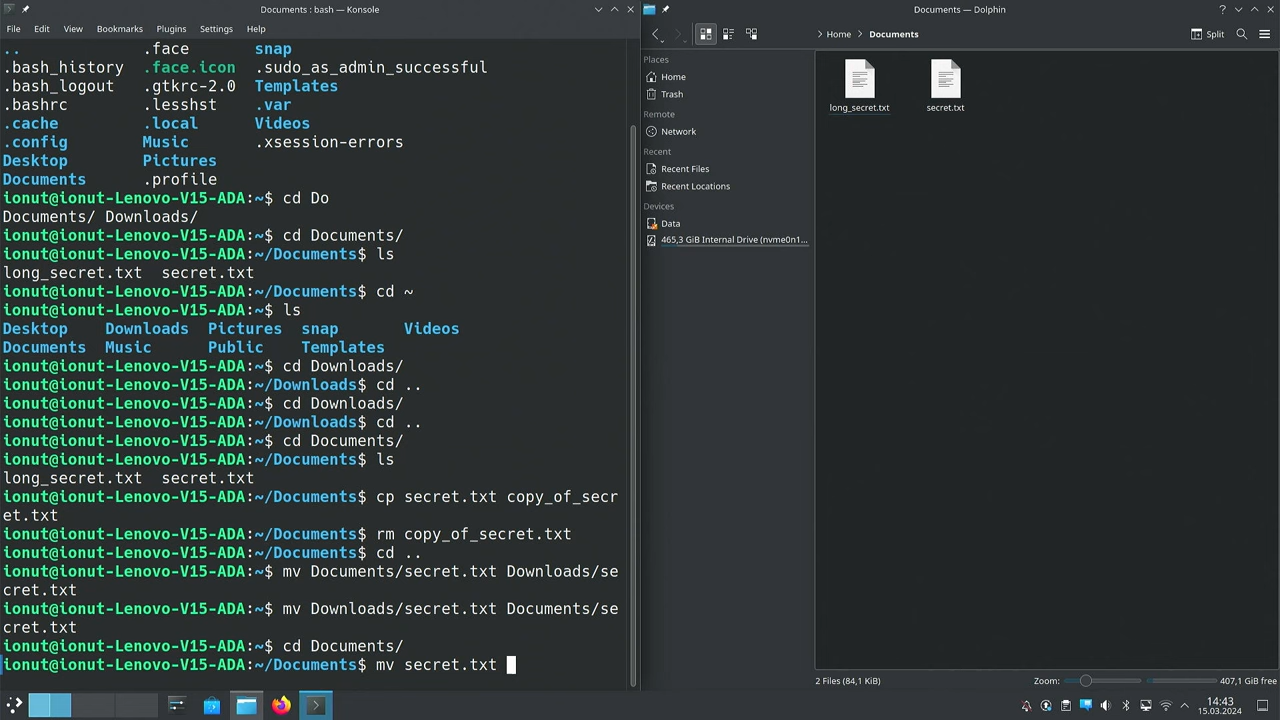 Documents : bash — Konsole
File Edit View Bookmarks Plugins Settings Help
.. .face snap
.bash_history .face.icon .sudo_as_admin_successful
.bash_logout .gtkrc-2.0 Templates
.bashrc .lesshst .var
.cache .local Videos
.config Music .xsession-errors
Desktop Pictures
Documents .profile
ionut@ionut-Lenovo-V15-ADA:~$ cd Do
Documents/ Downloads/
ionut@ionut-Lenovo-V15-ADA:~$ cd Documents/
ionut@ionut-Lenovo-V15-ADA:~/Documents$ ls
long_secret.txt secret.txt
ionut@ionut-Lenovo-V15-ADA:~/Documents$ cd ~
ionut@ionut-Lenovo-V15-ADA:~$ ls
Desktop Downloads Pictures snap Videos
Documents Music Public Templates
ionut@ionut-Lenovo-V15-ADA:~$ cd Downloads/
ionut@ionut-Lenovo-V15-ADA:~/Downloads$ cd ..
ionut@ionut-Lenovo-V15-ADA:~$ cd Downloads/
ionut@ionut-Lenovo-V15-ADA:~/Downloads$ cd ..
ionut@ionut-Lenovo-V15-ADA:~$ cd Documents/
ionut@ionut-Lenovo-V15-ADA:~/Documents$ ls
long_secret.txt secret.txt
ionut@ionut-Lenovo-V15-ADA:~/Documents$ cp secret.txt copy_of_secr
et.txt
ionut@ionut-Lenovo-V15-ADA:~/Documents$ rm copy_of_secret.txt
ionut@ionut-Lenovo-V15-ADA:~/Documents$ cd ..
ionut@ionut-Lenovo-V15-ADA:~$ mv Documents/secret.txt Downloads/se
cret.txt
ionut@ionut-Lenovo-V15-ADA:~$ mv Downloads/secret.txt Documents/se
cret.txt
ionut@ionut-Lenovo-V15-ADA:~$ cd Documents/
ionut@ionut-Lenovo-V15-ADA:~/Documents$ mv secret.txt
Documents — Dolphin
Home > Documents
Split
Places
Home
Trash
Remote
Network
Recent
Recent Files
Recent Locations
Devices
Data
465,3 GiB Internal Drive (nvme0n1...
long_secret.txt secret.txt
2 Files (84,1 KiB)
Zoom:
407,1 GiB free
14:43
15.03.2024